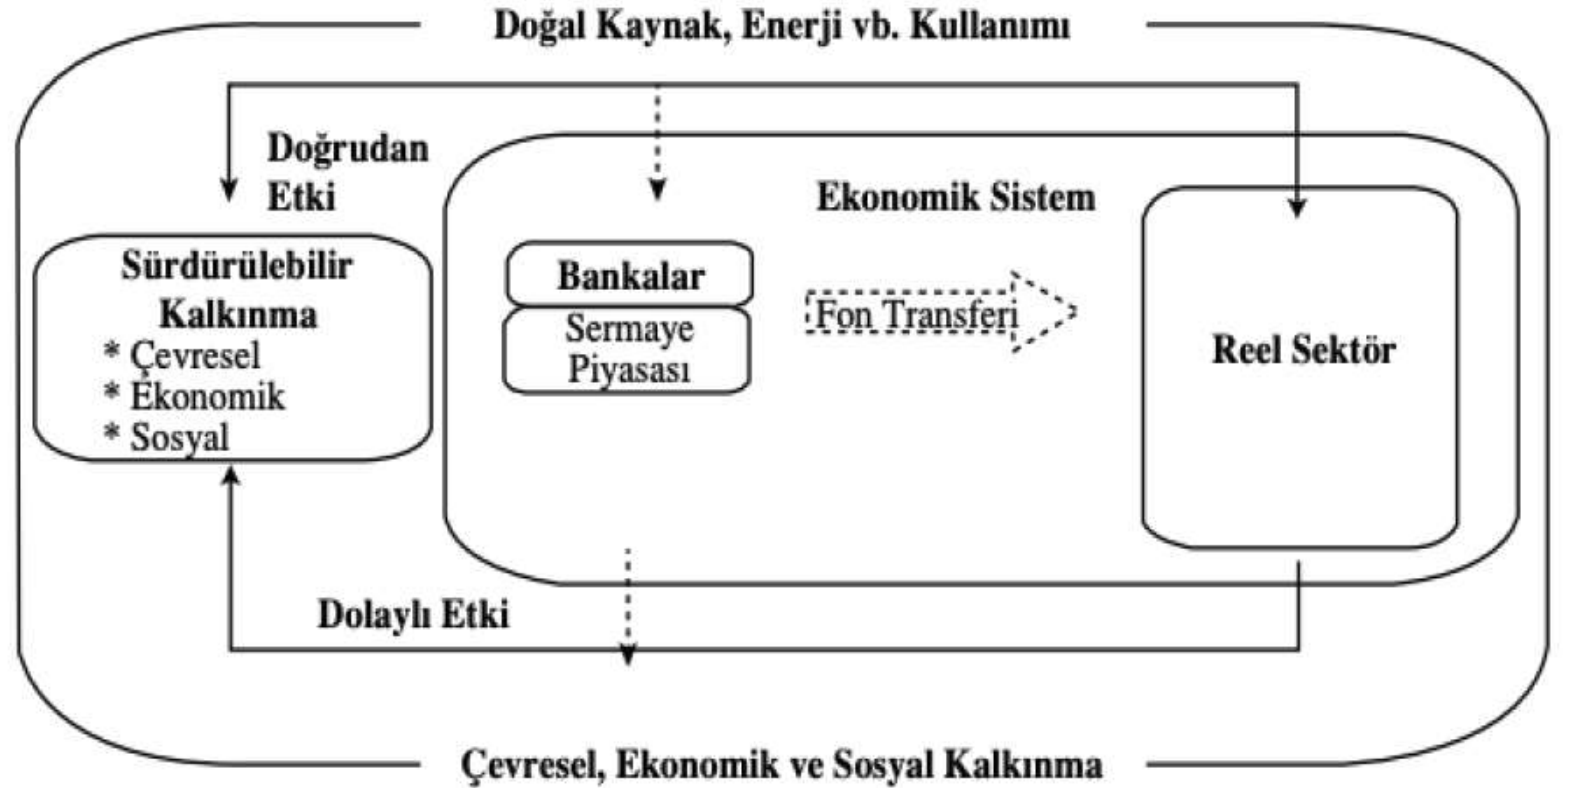 Doğal Kaynak, Enerji vb. Kullanımı
Doğrudan
Etki
Ekonomik Sistem
Sürdürülebilir
Kalkınma
* Çevresel
* Ekonomik
* Sosyal
Bankalar
Sermaye
Piyasası
Fon Transferi
Reel Sektör
Dolaylı Etki
Çevresel, Ekonomik ve Sosyal Kalkınma